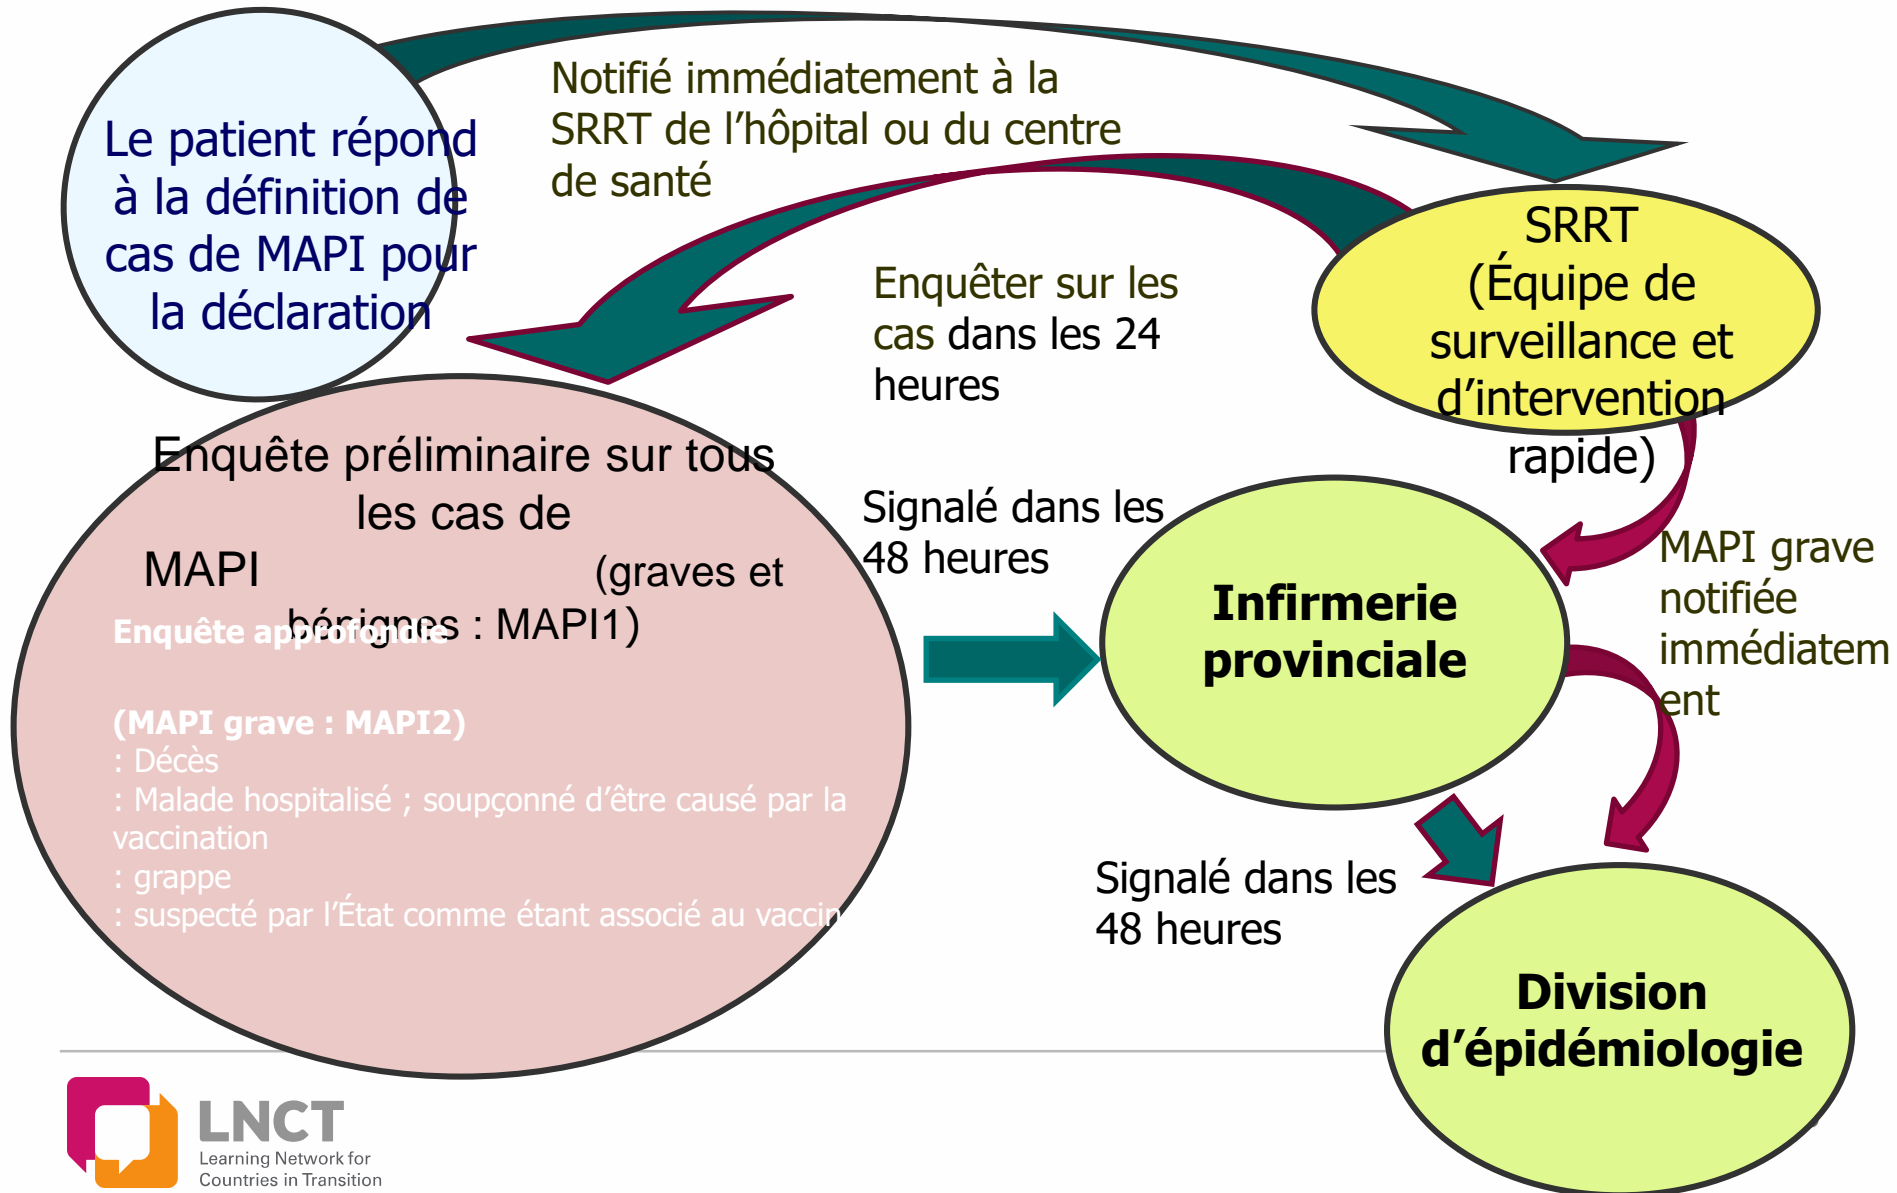 Le patient répond
à la définition de
cas de MAPI pour
la déclaration
Notifié immédiatement à la
SRRT de l’hôpital ou du centre
de santé
SRRT
(Équipe de
surveillance et
d’intervention
rapide)
Enquêter sur les
cas dans les 24
heures
Enquête préliminaire sur tous
les cas de
MAPI (graves et
bénignes : MAPI1)
Enquête approfondie
(MAPI grave : MAPI2)
: Décès
: Malade hospitalisé ; soupçonné d’être causé par la
vaccination
: grappe
: suspecté par l’État comme étant associé au vaccin
Signalé dans les
48 heures
Infirmerie
provinciale
MAPI grave
notifiée
immédiatem
ent
Signalé dans les
48 heures
Division
d’épidémiologie
LNCT
Learning Network for
Countries in Transition